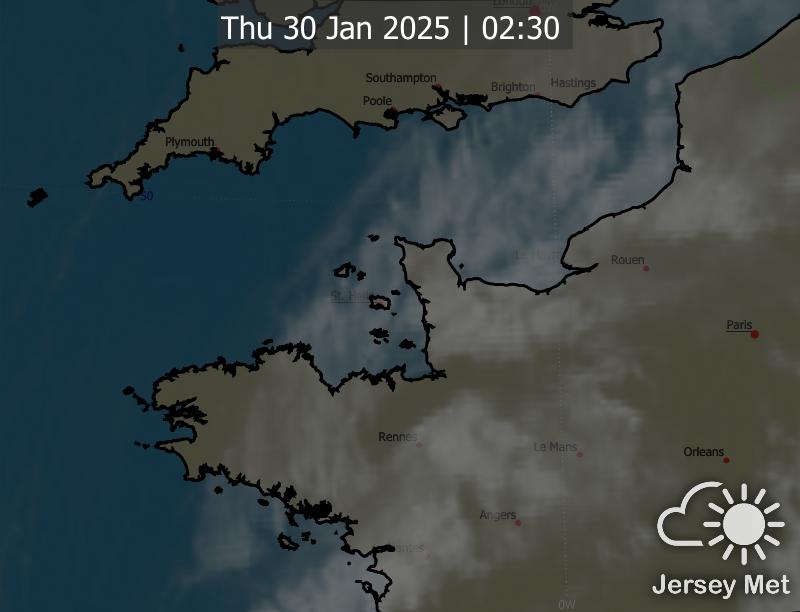 London
Thu 30 Jan 2025 | 02:30
Southampton
Brighton
Hastings
Poole
Plymouth
50
Le Havre
Rouen
St. Helier
Paris
Rennes
Le Mans
Orleans
Angers
Nantes
Jersey Met
0W